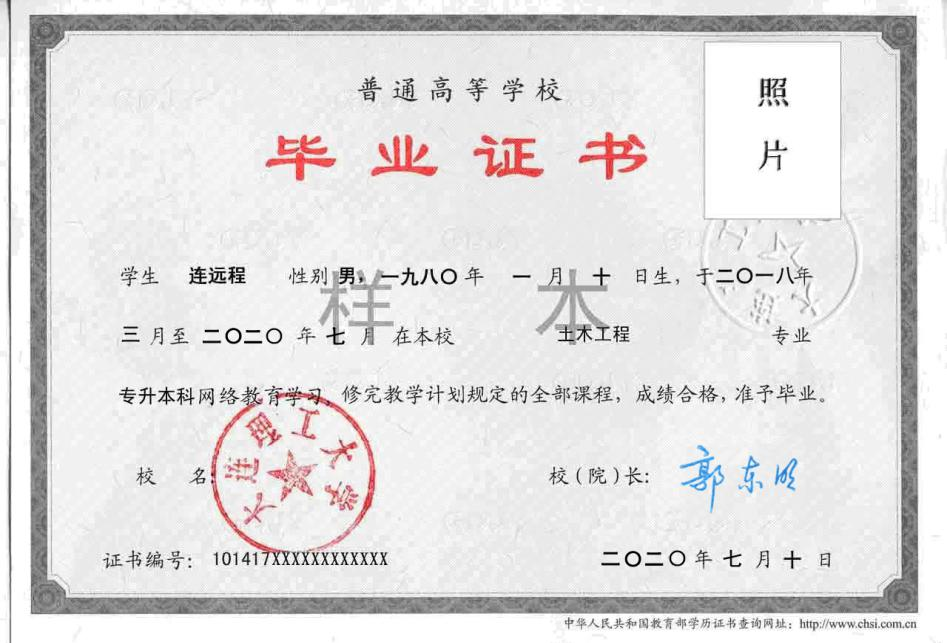 普通高等学校
毕业证书
照
片
学生 连远程 性别 男，一九八〇年 一 月 十 日生，于二〇一八年
三 月至 二〇二〇 年 七 月 在本校 土木工程 专业
样本
专升本科网络教育学习，修完教学计划规定的全部课程，成绩合格，准予毕业。
大连理工大学
校 名：
校（院）长：郭东明
证书编号：101417XXXXXXXXXXXX
二〇二〇 年 七 月 十 日
中华人民共和国教育部学历证书查询网址：http://www.chsi.com.cn